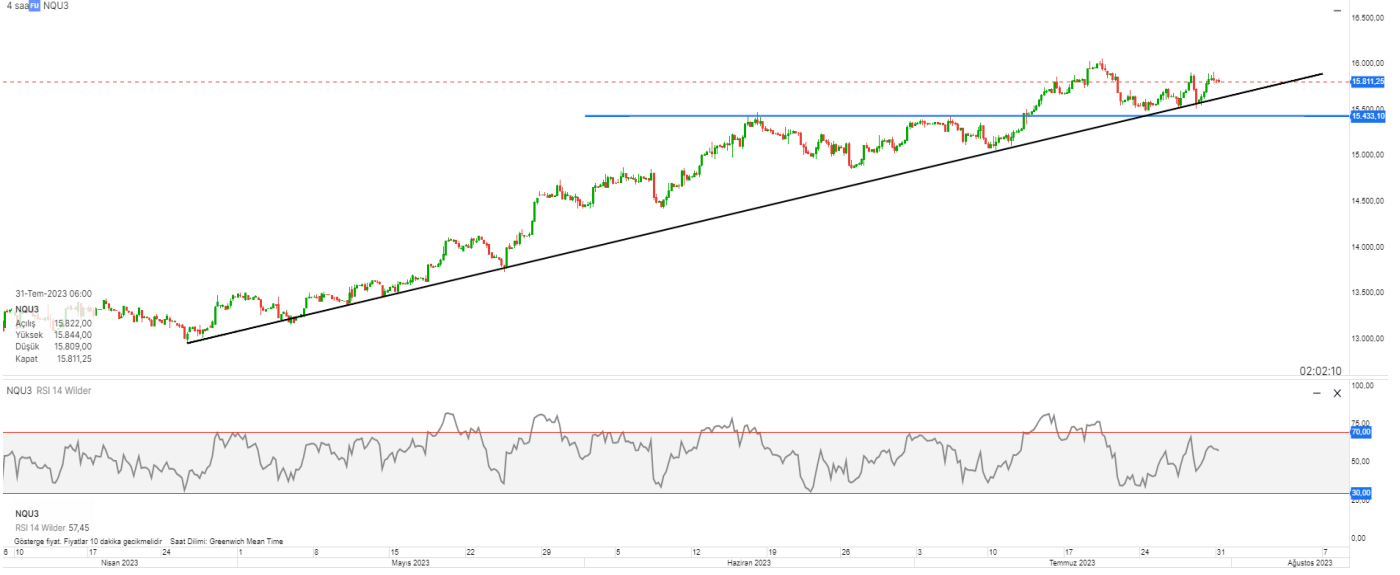 4 saa FU NQU3
16.500,00
16.000,00
15.811,25
15.500,00
15.433,10
15.000,00
14.500,00
14.000,00
13.500,00
13.000,00
31-Tem-2023 06:00
NQU3
Açılış 15.822,00
Yüksek 15.844,00
Düşük 15.809,00
Kapat 15.811,25
02:02:10
NQU3 RSI 14 Wilder
100,00
75,00
70,00
50,00
30,00
25,00
0,00
NQU3
RSI 14 Wilder 57,45
Gösterge fiyat. Fiyatlar 10 dakika gecikmelidir Saat Dilimi: Greenwich Mean Time
6 10 17 24 1 8 15 22 29 5 12 19 26 3 10 17 24 31 7
Nisan 2023 Mayıs 2023 Haziran 2023 Temmuz 2023 Ağustos 2023